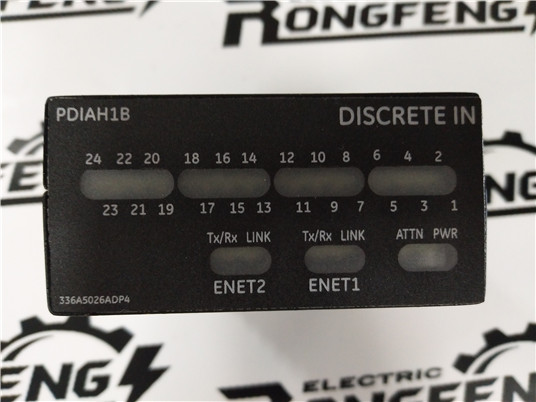 RONGFENG
PDIAH1B DISCRETE IN
24 22 20 18 16 14 12 10 8 6 4 2
23 21 19 17 15 13 11 9 7 5 3 1
Tx/Rx LINK Tx/Rx LINK ATTN PWR
ENET2 ENET1
336A5026ADP4
FENG ELECTRIC
RONGFENG